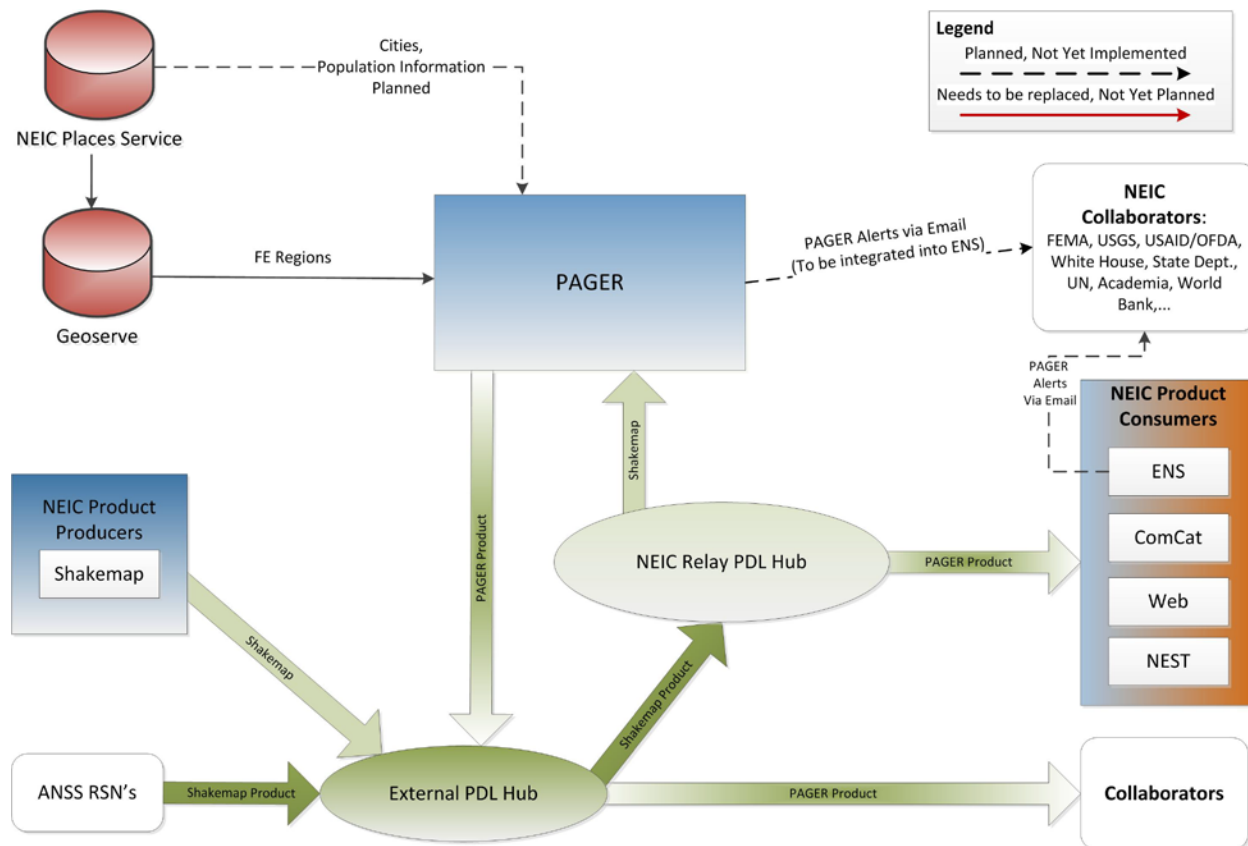 Cities,
Population Information
Planned
Legend
Planned, Not Yet Implemented
Needs to be replaced, Not Yet Planned
NEIC Places Service
NEIC
Collaborators:
FEMA, USGS, USAID/OFDA,
White House, State Dept.,
UN, Academia, World
Bank,...
PAGER Alerts via Email
(To be integrated into ENS)
FE Regions
PAGER
Geoserve
PAGER
Alerts
Via Email
NEIC Product
Consumers
ENS
ComCat
Web
NEST
Shakemap
PAGER Product
NEIC Product
Producers
Shakemap
NEIC Relay PDL Hub
PAGER Product
Shakemap
Shakemap Product
ANSS RSN's
Shakemap Product
External PDL Hub
PAGER Product
Collaborators